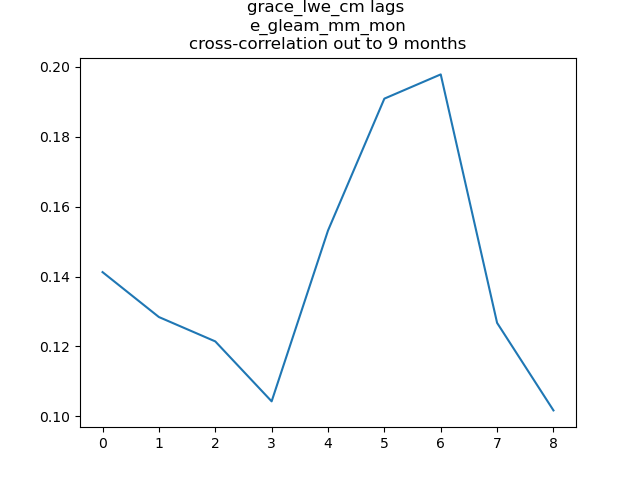 grace_lwe_cm lags
e_gleam_mm_mon
cross-correlation out to 9 months
0.20
0.18
0.16
0.14
0.12
0.10
0 1 2 3 4 5 6 7 8